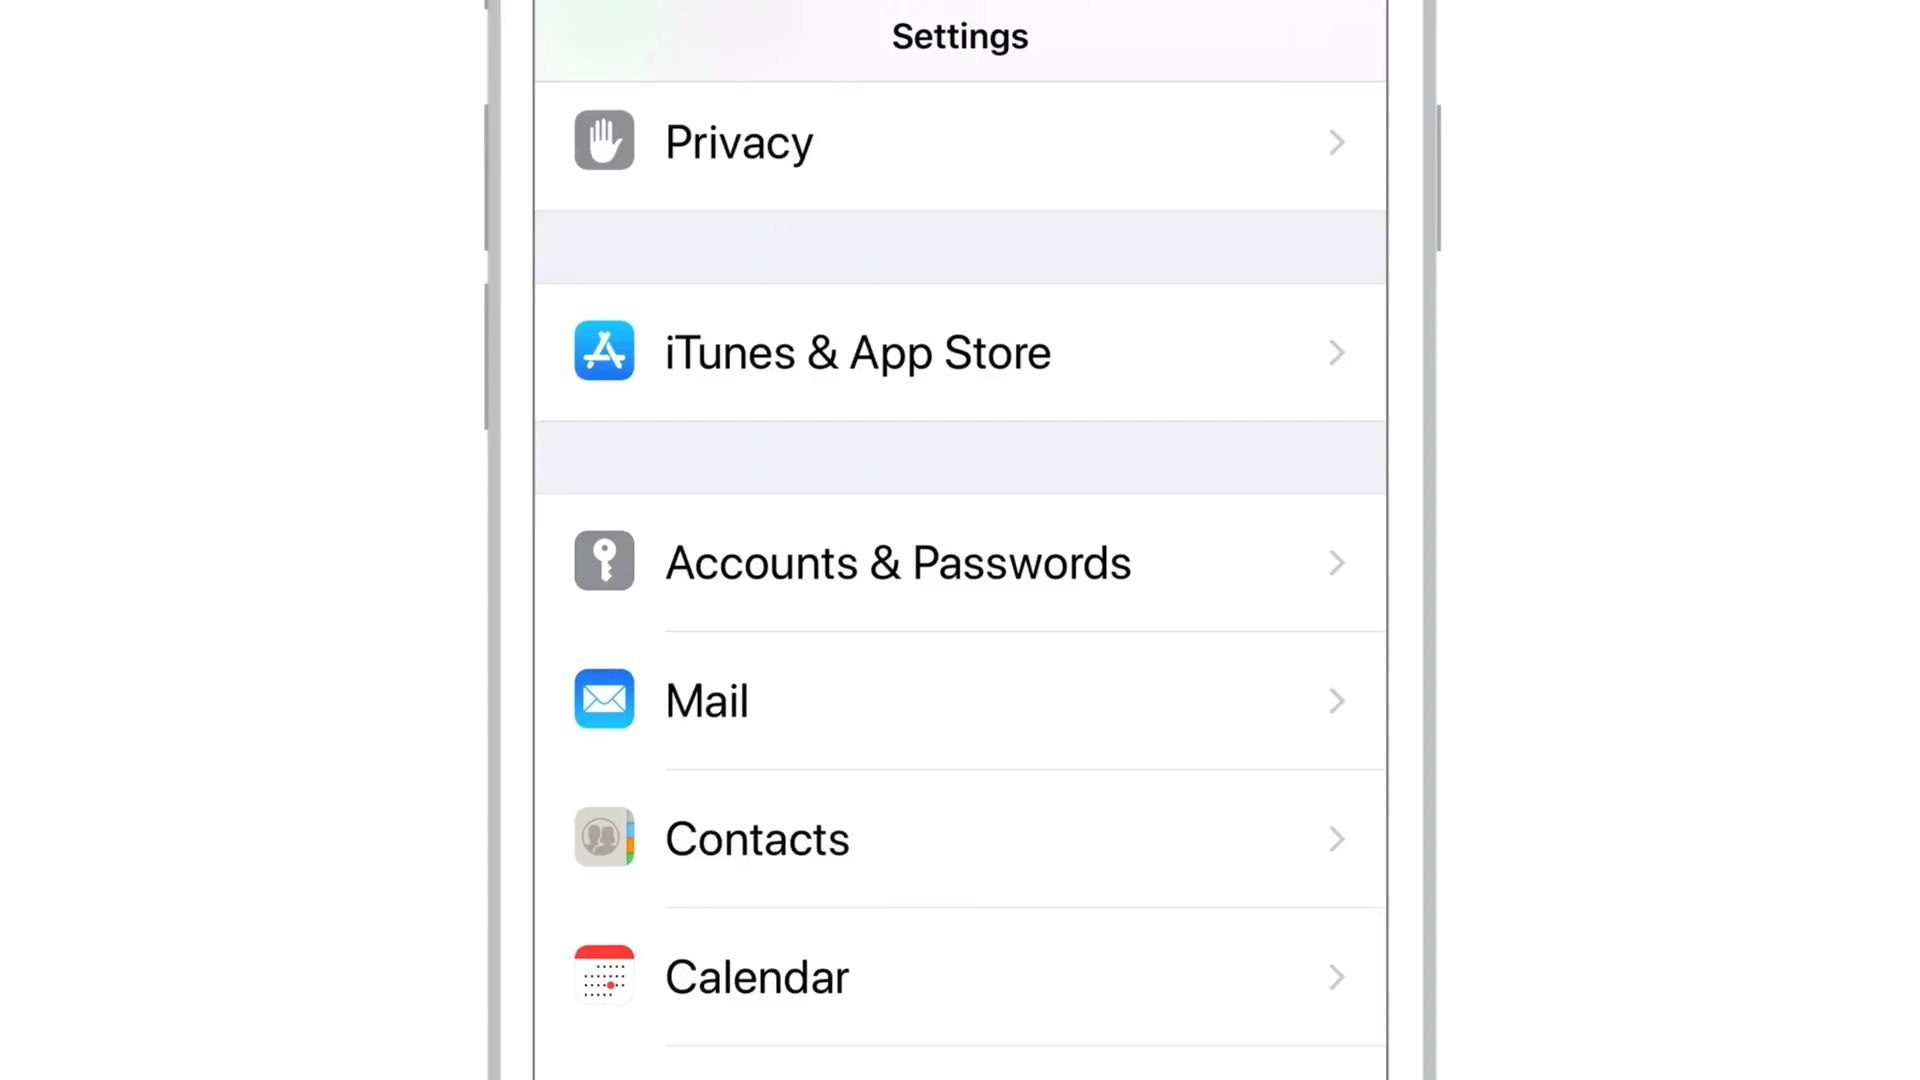 Settings
Privacy
iTunes & App Store
Accounts & Passwords
Mail
Contacts
Calendar